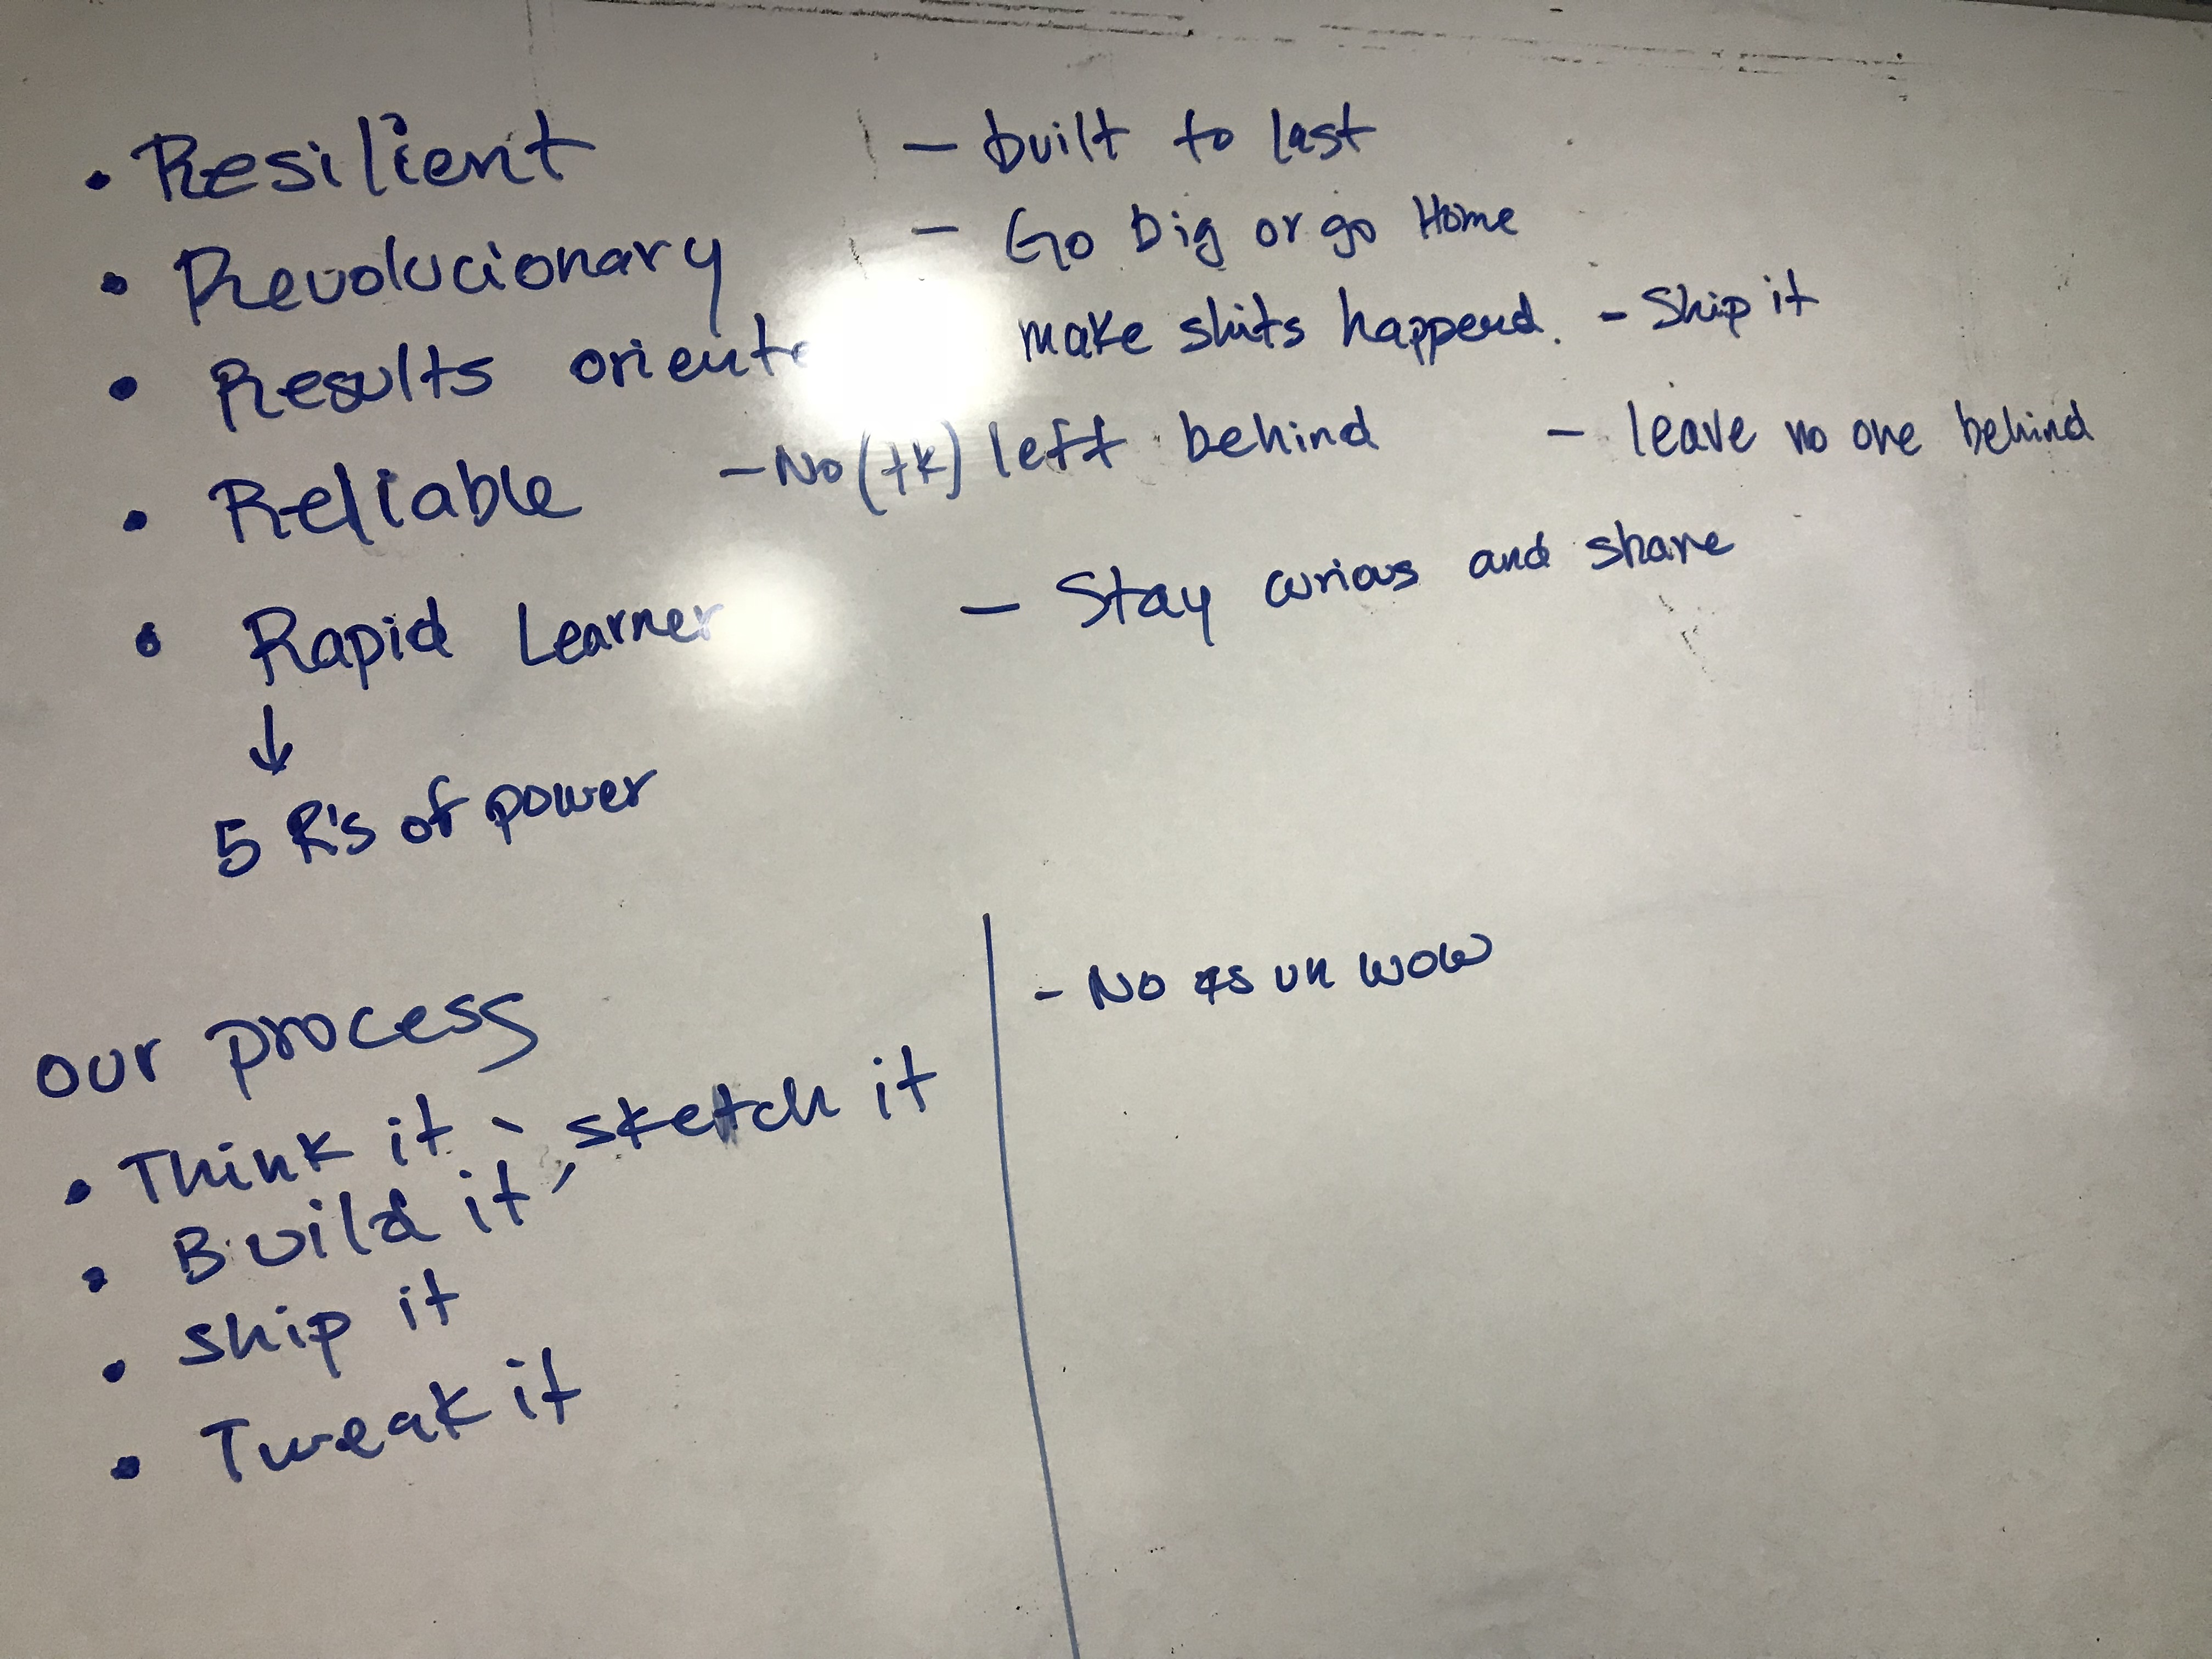 • Resilient – built to last
• Revolucionary – Go big or go Home
• Results oriente make shits happend. - Ship it
• Reliable – No (tk) left behind – leave no one behind
• Rapid Learner – Stay curious and share
↓
5 R's of power
our process
• Think it sketch it
• Build it
• Ship it
• Tweak it
- No es un wow